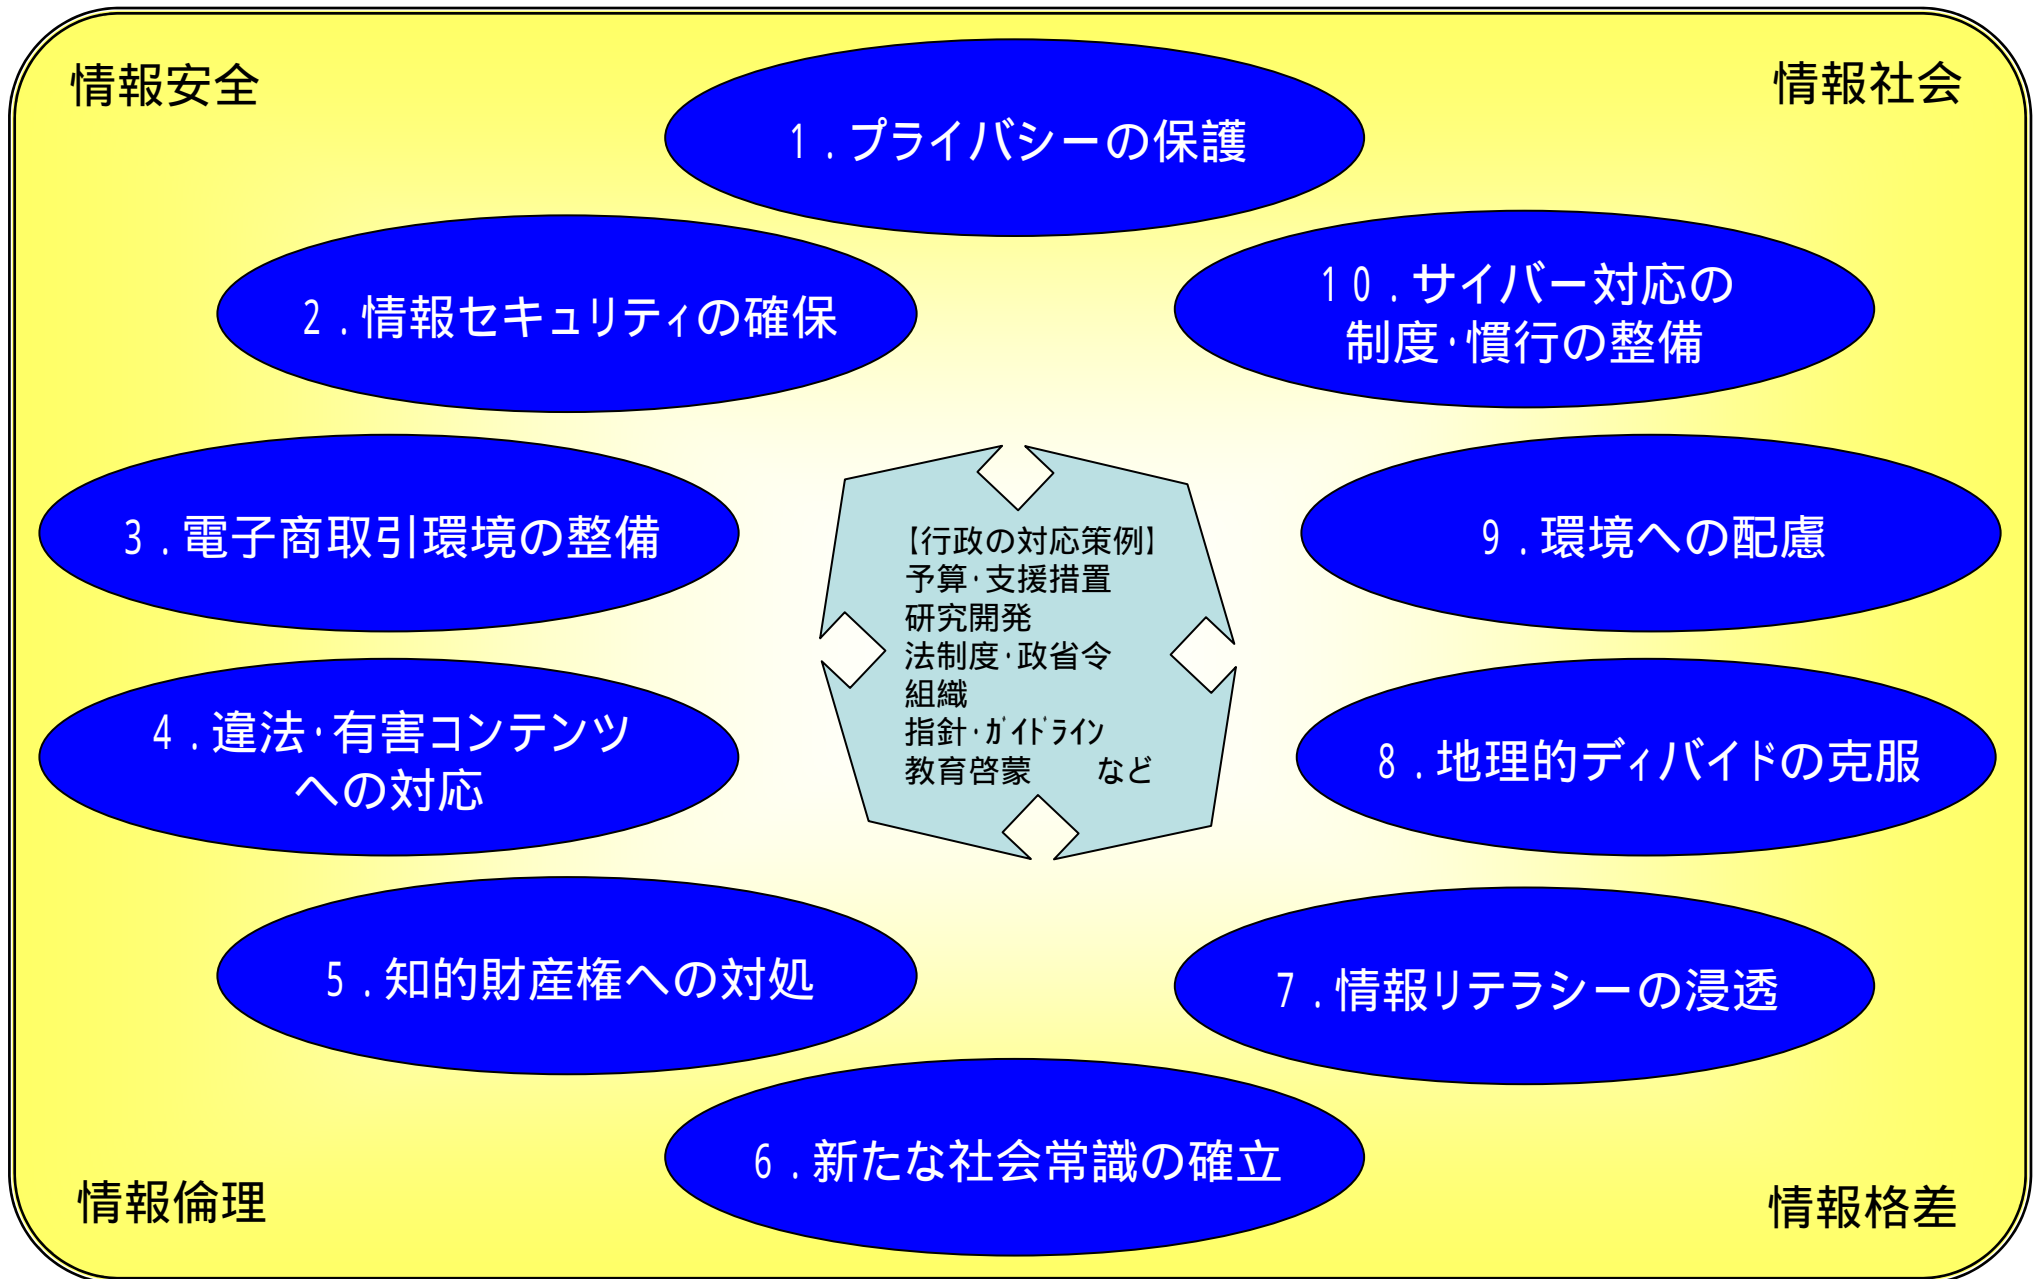 情報安全
情報社会
１．プライバシーの保護
２．情報セキュリティの確保
１０．サイバー対応の
制度・慣行の整備
３．電子商取引環境の整備
９．環境への配慮
【行政の対応策例】
予算・支援措置
研究開発
法制度・政省令
組織
指針・ｶﾞｲﾄﾞﾗｲﾝ
教育啓蒙　　など
４．違法・有害コンテンツ
への対応
８．地理的ディバイドの克服
５．知的財産権への対処
７．情報リテラシーの浸透
６．新たな社会常識の確立
情報倫理
情報格差